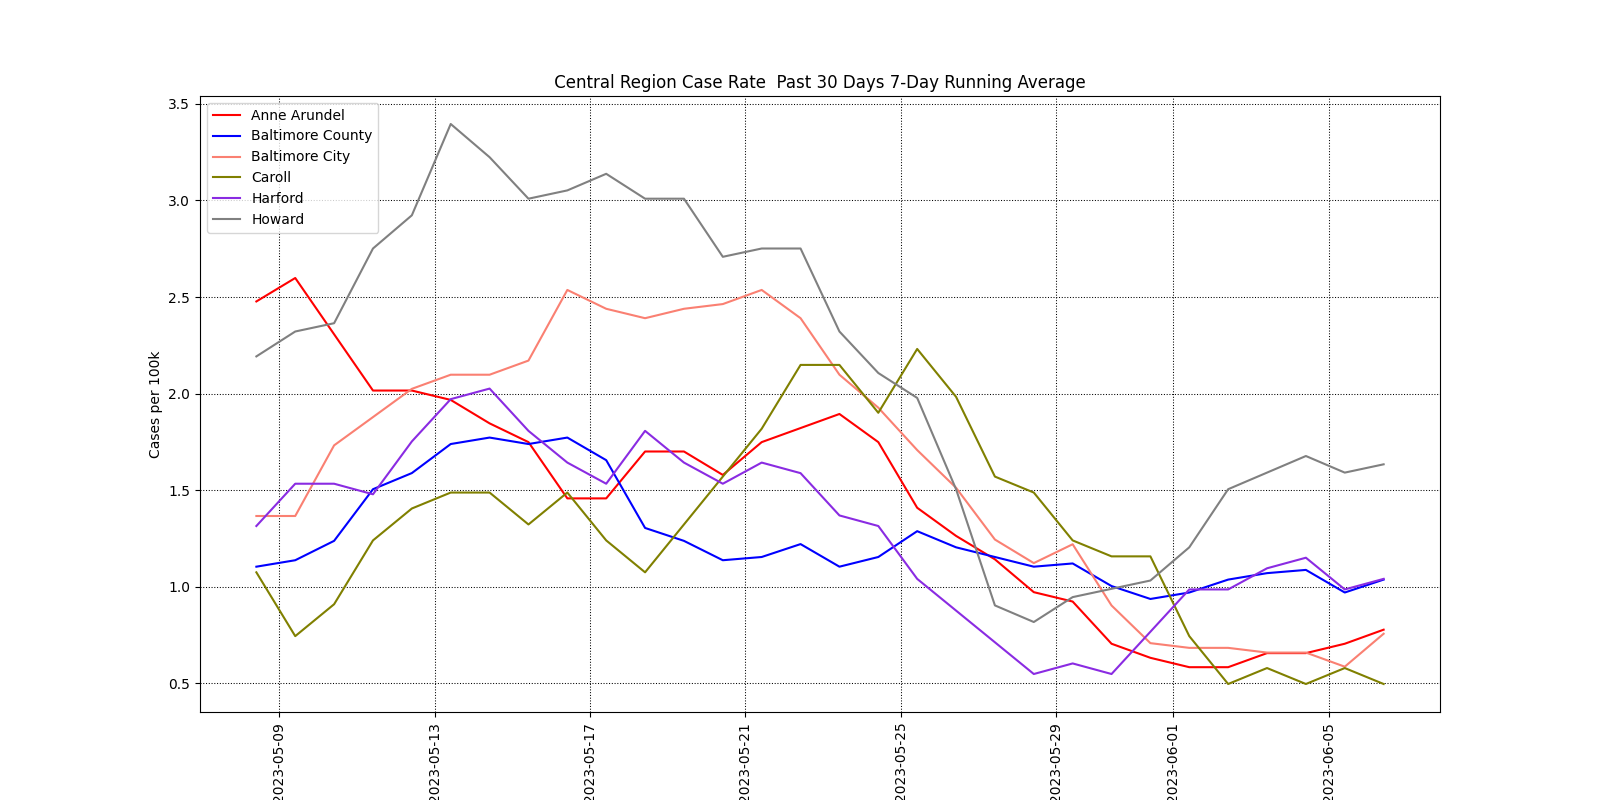 Central Region Case Rate  Past 30 Days 7-Day Running Average
Cases per 100k
3.5
3.0
2.5
2.0
1.5
1.0
0.5
Anne Arundel
Baltimore County
Baltimore City
Caroll
Harford
Howard
2023-05-09
2023-05-13
2023-05-17
2023-05-21
2023-05-25
2023-05-29
2023-06-01
2023-06-05